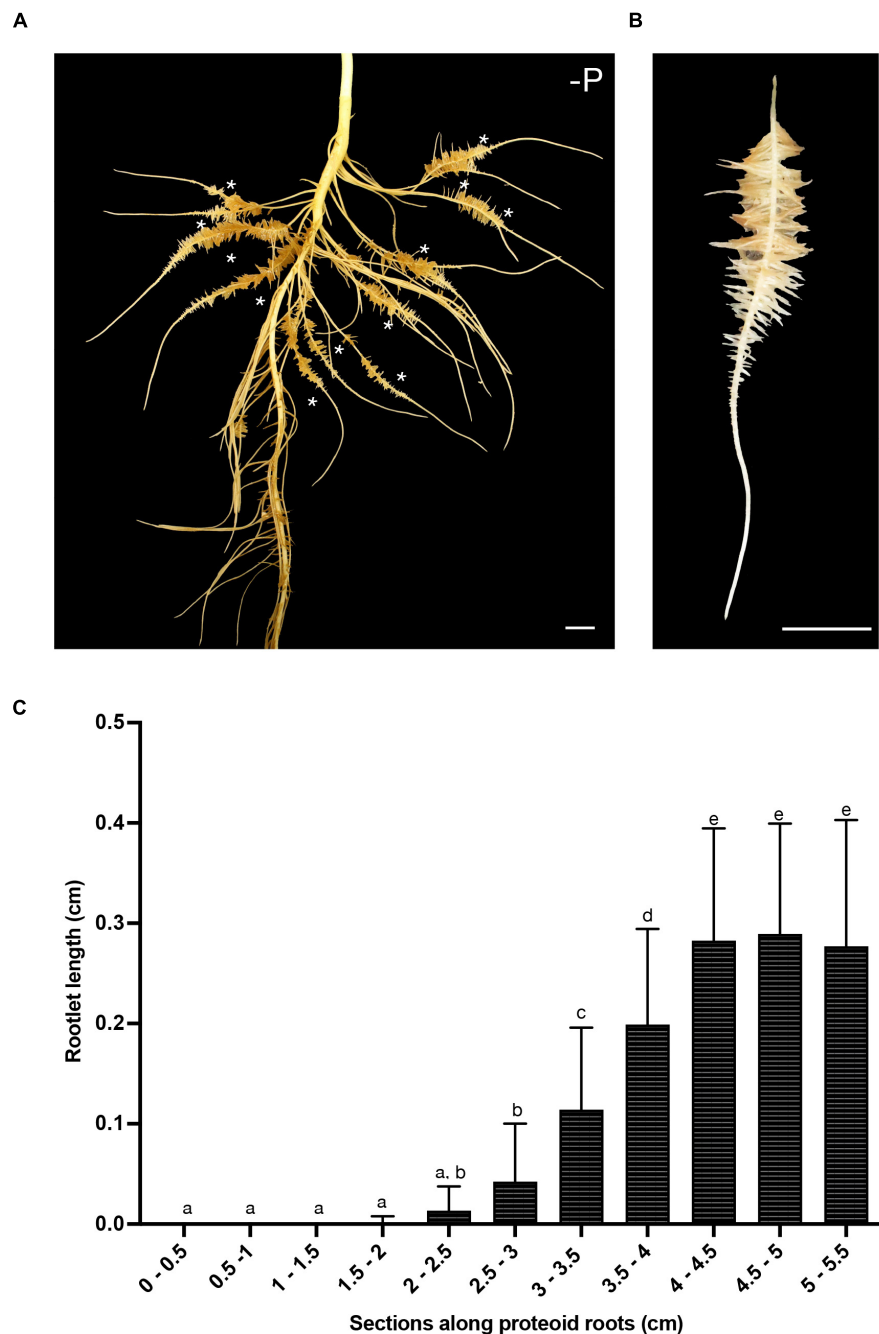 A
B
-P
* * * * * * * * * * * *
C
Rootlet length (cm)
0.5
0.4
0.3
0.2
0.1
0.0
a
a
a
a
a, b
b
c
d
e
e
e
0 - 0.5
0.5 -1
1 - 1.5
1.5 - 2
2 - 2.5
2.5 - 3
3 - 3.5
3.5 - 4
4 - 4.5
4.5 - 5
5 - 5.5
Sections along proteoid roots (cm)